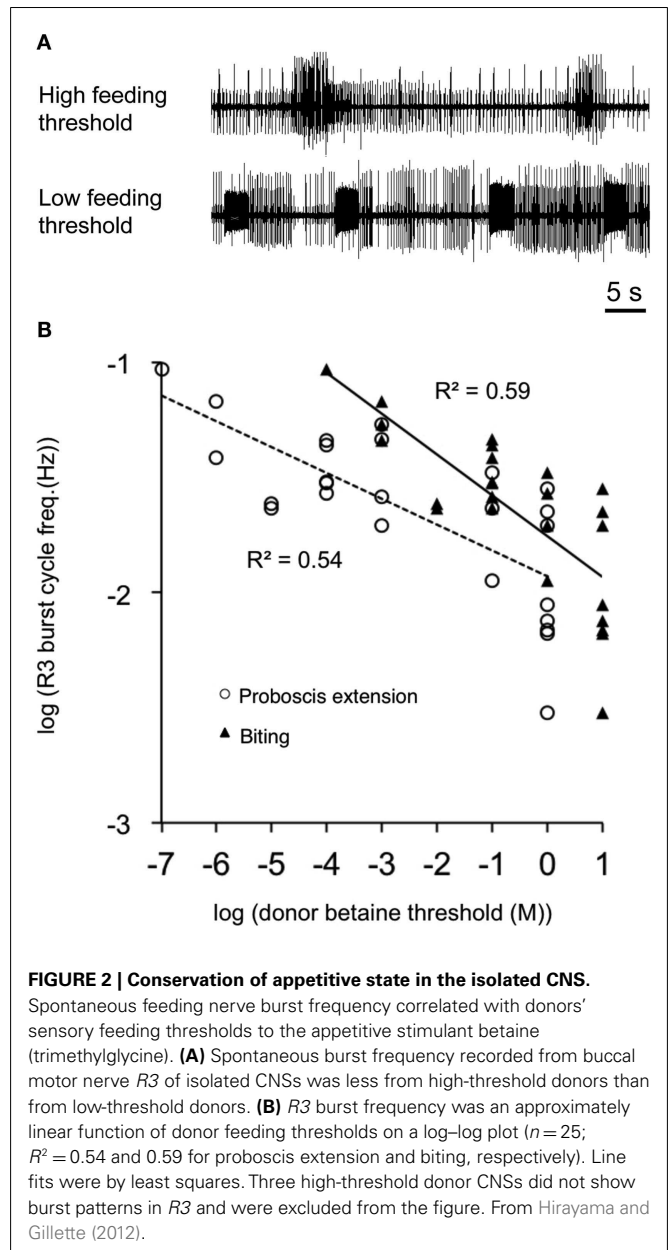 A
High feeding
threshold
Low feeding
threshold
5 s
B
-1
-2
-3
log (R3 burst cycle freq.(Hz))
R² = 0.59
R² = 0.54
Proboscis extension
Biting
-7 -6 -5 -4 -3 -2 -1 0 1
log (donor betaine threshold (M))
FIGURE 2 | Conservation of appetitive state in the isolated CNS.
Spontaneous feeding nerve burst frequency correlated with donors'
sensory feeding thresholds to the appetitive stimulant betaine
(trimethylglycine). (A) Spontaneous burst frequency recorded from buccal
motor nerve R3 of isolated CNSs was less from high-threshold donors than
from low-threshold donors. (B) R3 burst frequency was an approximately
linear function of donor feeding thresholds on a log–log plot (n = 25;
R² = 0.54 and 0.59 for proboscis extension and biting, respectively). Line
fits were by least squares. Three high-threshold donor CNSs did not show
burst patterns in R3 and were excluded from the figure. From Hirayama and
Gillette (2012).